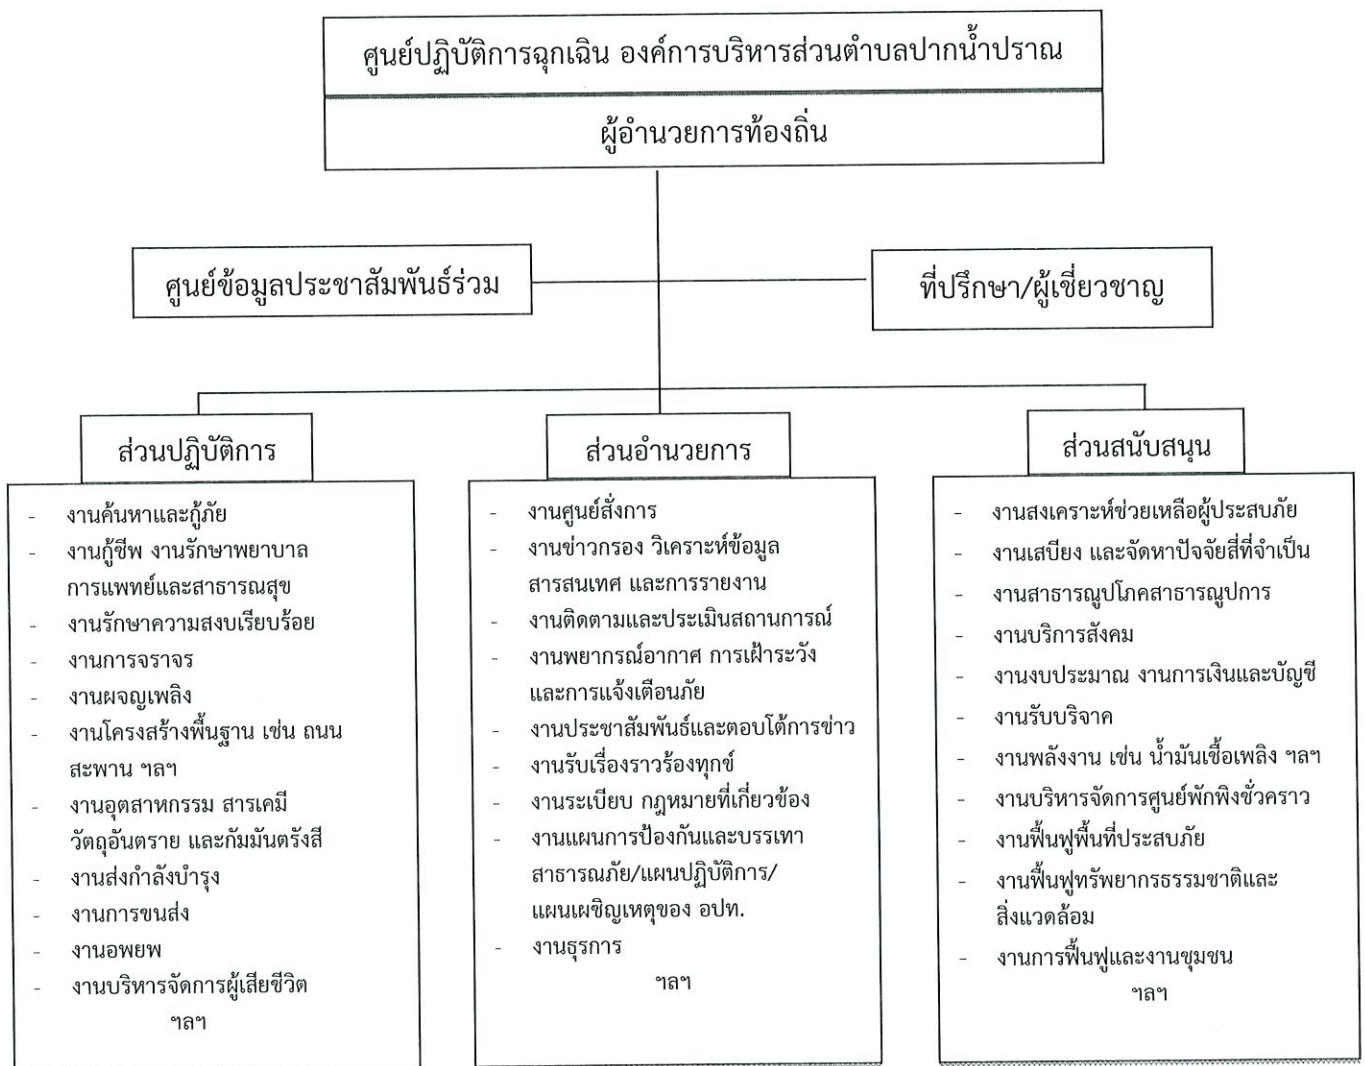 ศูนย์ปฏิบัติการฉุกเฉิน องค์การบริหารส่วนตำบลปากน้ำปราณ
ผู้อำนวยการท้องถิ่น
ศูนย์ข้อมูลประชาสัมพันธ์ร่วม
ที่ปรึกษา/ผู้เชี่ยวชาญ
ส่วนปฏิบัติการ
- งานค้นหาและกู้ภัย
- งานกู้ชีพ งานรักษาพยาบาล
การแพทย์และสาธารณสุข
- งานรักษาความสงบเรียบร้อย
- งานการจราจร
- งานผจญเพลิง
- งานโครงสร้างพื้นฐาน เช่น ถนน
สะพาน ฯลฯ
- งานอุตสาหกรรม สารเคมี
วัตถุอันตราย และกัมมันตรังสี
- งานส่งกำลังบำรุง
- งานการขนส่ง
- งานอพยพ
- งานบริหารจัดการผู้เสียชีวิต
ฯลฯ
ส่วนอำนวยการ
- งานศูนย์สั่งการ
- งานข่าวกรอง วิเคราะห์ข้อมูล
สารสนเทศ และการรายงาน
- งานติดตามและประเมินสถานการณ์
- งานพยากรณ์อากาศ การเฝ้าระวัง
และการแจ้งเตือนภัย
- งานประชาสัมพันธ์และตอบโต้การข่าว
- งานรับเรื่องราวร้องทุกข์
- งานระเบียบ กฎหมายที่เกี่ยวข้อง
- งานแผนการป้องกันและบรรเทา
สาธารณภัย/แผนปฏิบัติการ/
แผนเผชิญเหตุของ อปท.
- งานธุรการ
ฯลฯ
ส่วนสนับสนุน
- งานสงเคราะห์ช่วยเหลือผู้ประสบภัย
- งานเสบียง และจัดหาปัจจัยสี่ที่จำเป็น
- งานสาธารณูปโภคสาธารณูปการ
- งานบริการสังคม
- งานงบประมาณ งานการเงินและบัญชี
- งานรับบริจาค
- งานพลังงาน เช่น น้ำมันเชื้อเพลิง ฯลฯ
- งานบริหารจัดการศูนย์พักพิงชั่วคราว
- งานฟื้นฟูพื้นที่ประสบภัย
- งานฟื้นฟูทรัพยากรธรรมชาติและ
สิ่งแวดล้อม
- งานการฟื้นฟูและงานชุมชน
ฯลฯ